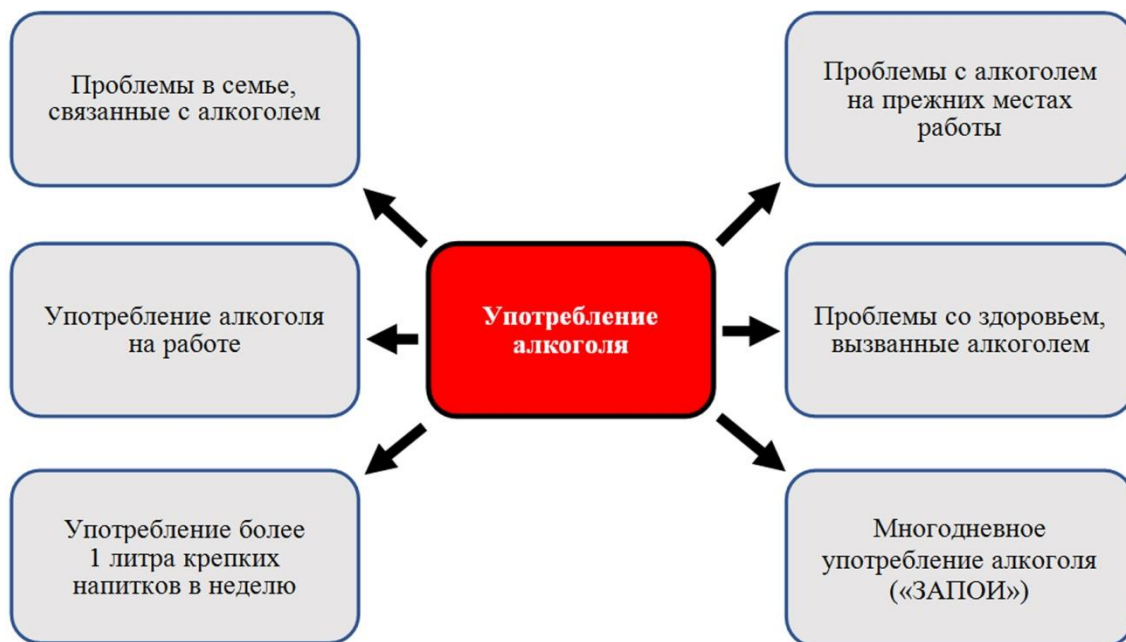 Проблемы в семье,
связанные с алкоголем
Проблемы с алкоголем
на прежних местах
работы
Употребление алкоголя
на работе
Употребление
алкоголя
Проблемы со здоровьем,
вызванные алкоголем
Употребление более
1 литра крепких
напитков в неделю
Многодневное
употребление алкоголя
(«ЗАПОИ»)